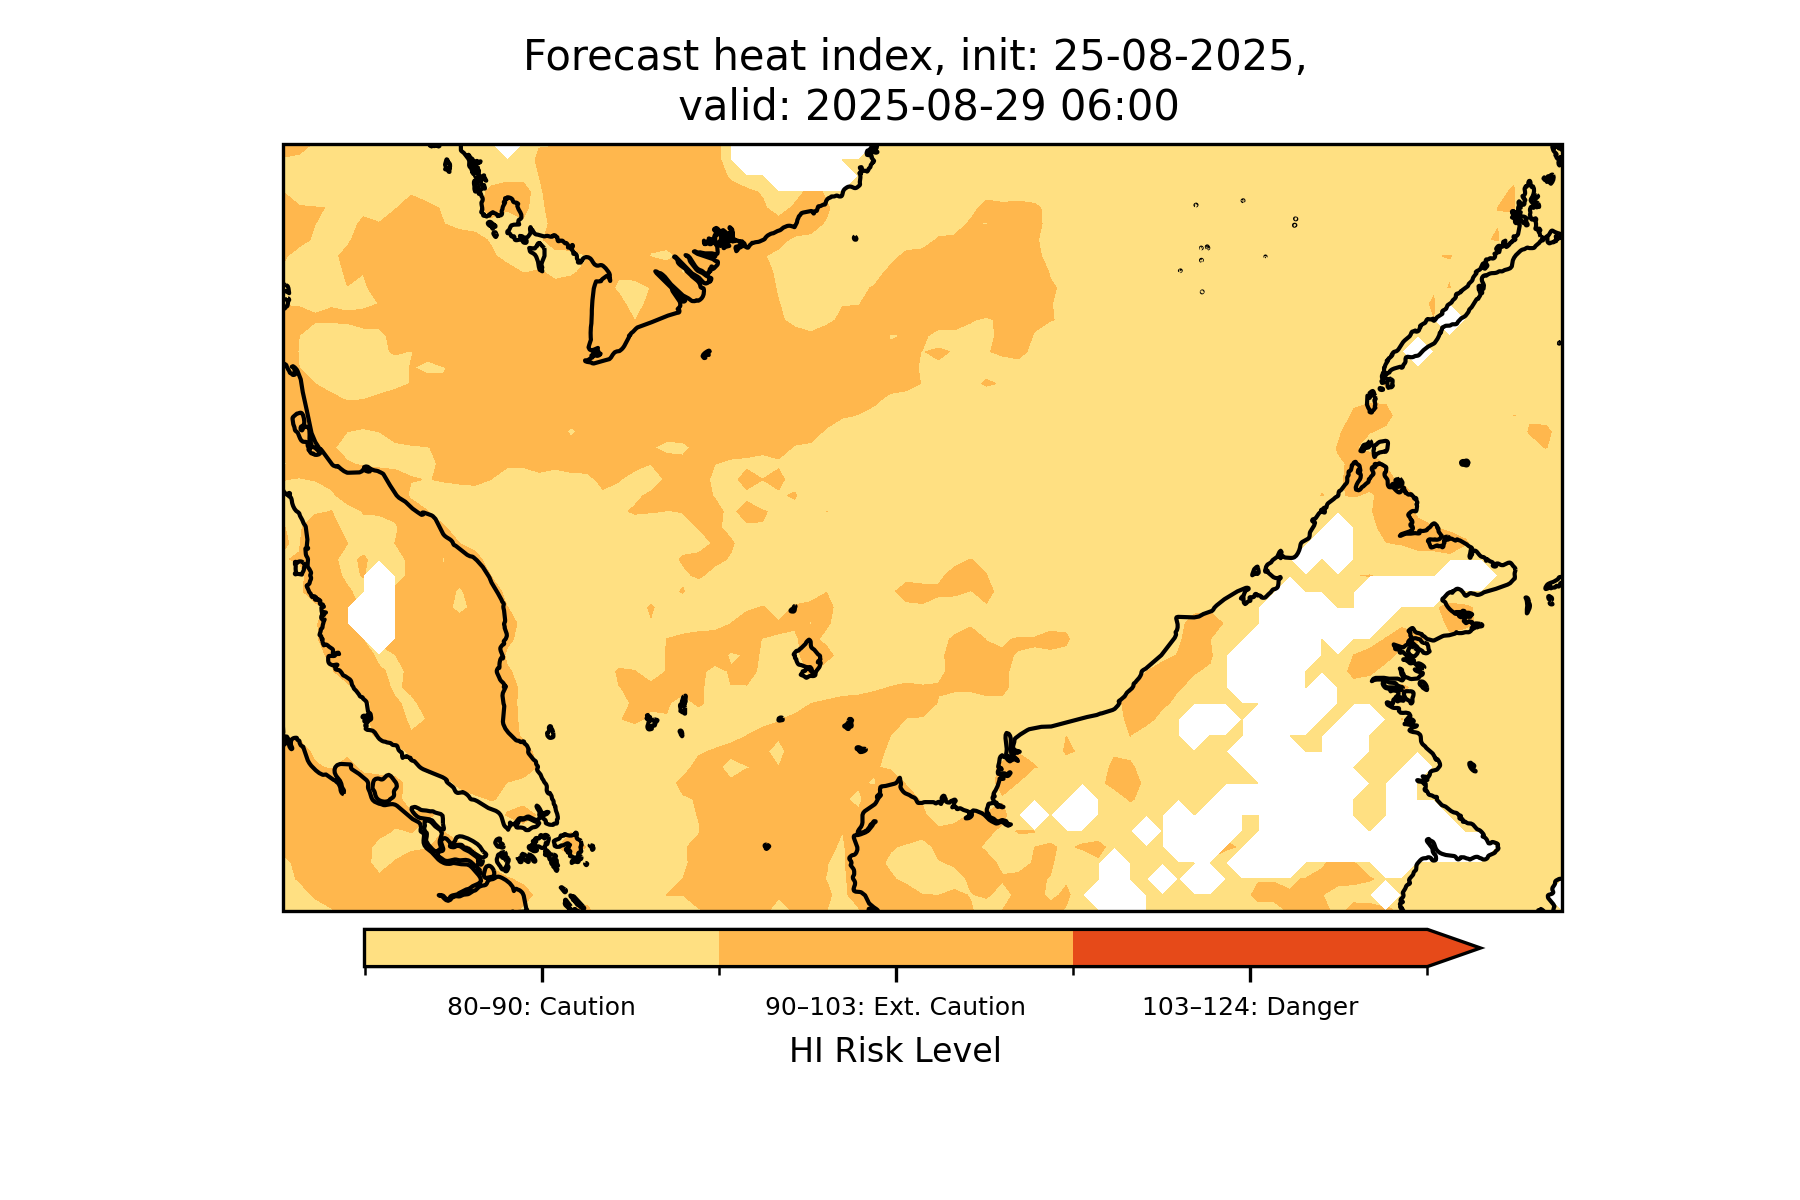 Forecast heat index, init: 25-08-2025,
valid: 2025-08-29 06:00
80–90: Caution
90–103: Ext. Caution
103–124: Danger
HI Risk Level